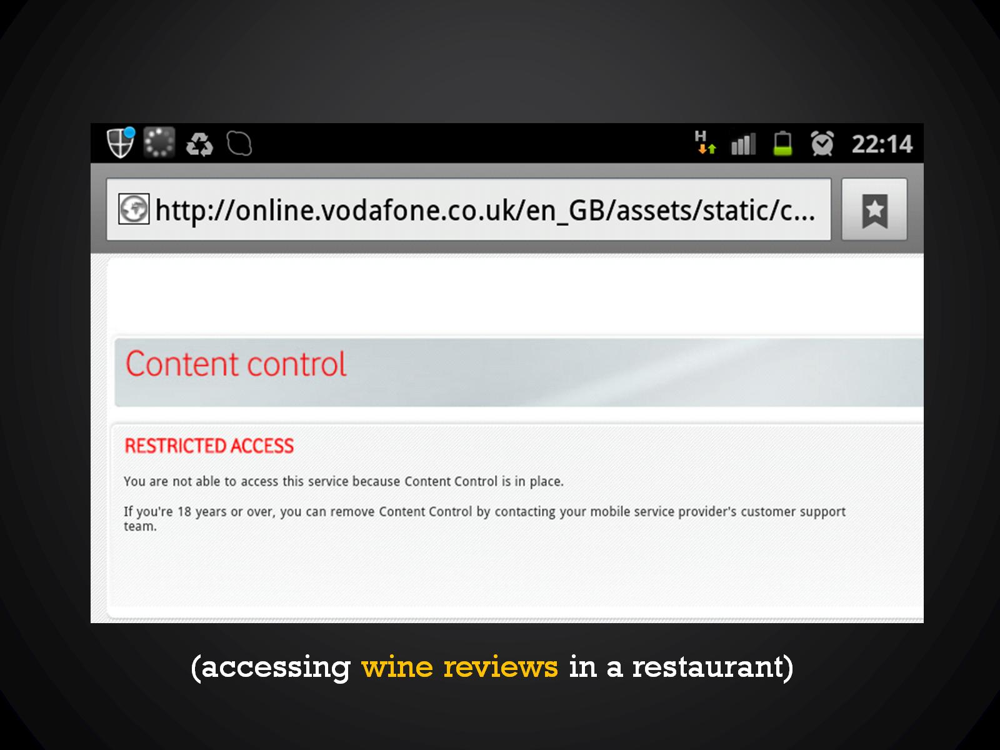 H
22:14
http://online.vodafone.co.uk/en_GB/assets/static/c...
Content control
RESTRICTED ACCESS
You are not able to access this service because Content Control is in place.
If you're 18 years or over, you can remove Content Control by contacting your mobile service provider's customer support
team.
(accessing wine reviews in a restaurant)